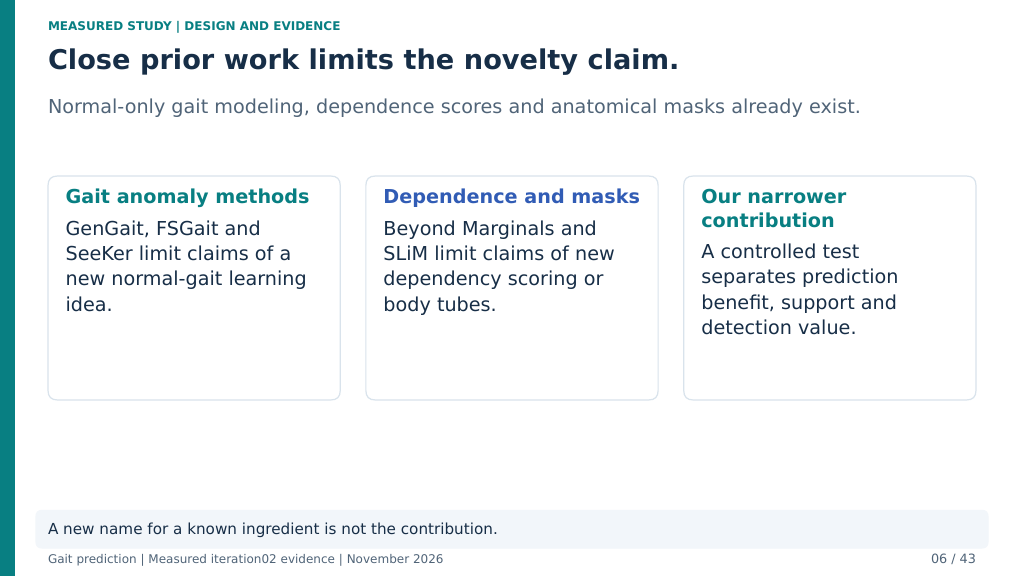 MEASURED STUDY | DESIGN AND EVIDENCE
Close prior work limits the novelty claim.
Normal-only gait modeling, dependence scores and anatomical masks already exist.
Gait anomaly methods
GenGait, FSGait and
SeeKer limit claims of a
new normal-gait learning
idea.
Dependence and masks
Beyond Marginals and
SLiM limit claims of new
dependency scoring or
body tubes.
Our narrower
contribution
A controlled test
separates prediction
benefit, support and
detection value.
A new name for a known ingredient is not the contribution.
Gait prediction | Measured iteration02 evidence | November 2026
06 / 43